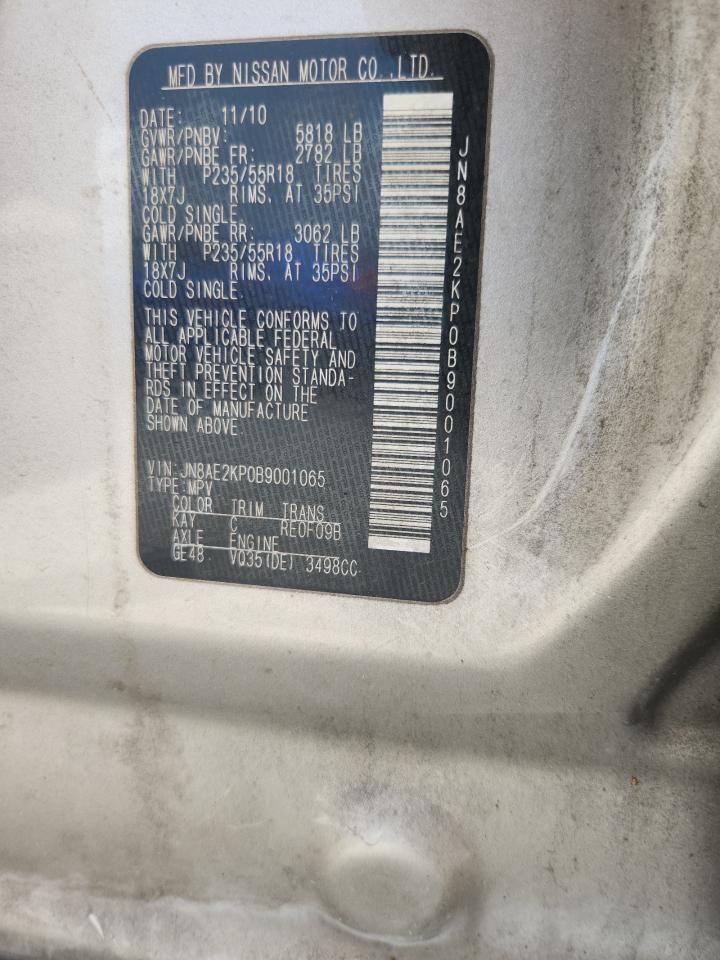 MFD BY NISSAN MOTOR CO.,LTD.
DATE: 11/10
GVWR/PNBV: 5818 LB
GAWR/PNBE FR: 2782 LB
WITH P235/55R18 TIRES
18X7J RIMS, AT 35PSI
COLD SINGLE.
GAWR/PNBE RR: 3062 LB
WITH P235/55R18 TIRES
18X7J RIMS, AT 35PSI
COLD SINGLE.
THIS VEHICLE CONFORMS TO
ALL APPLICABLE FEDERAL
MOTOR VEHICLE SAFETY AND
THEFT PREVENTION STANDA-
RDS IN EFFECT ON THE
DATE OF MANUFACTURE
SHOWN ABOVE.
VIN:JN8AE2KP0B9001065
TYPE:MPV
COLOR TRIM TRANS
KAY C RE0F09B
AXLE ENGINE
GE48 VQ35(DE) 3498CC
JN8AE2KP0B9001065